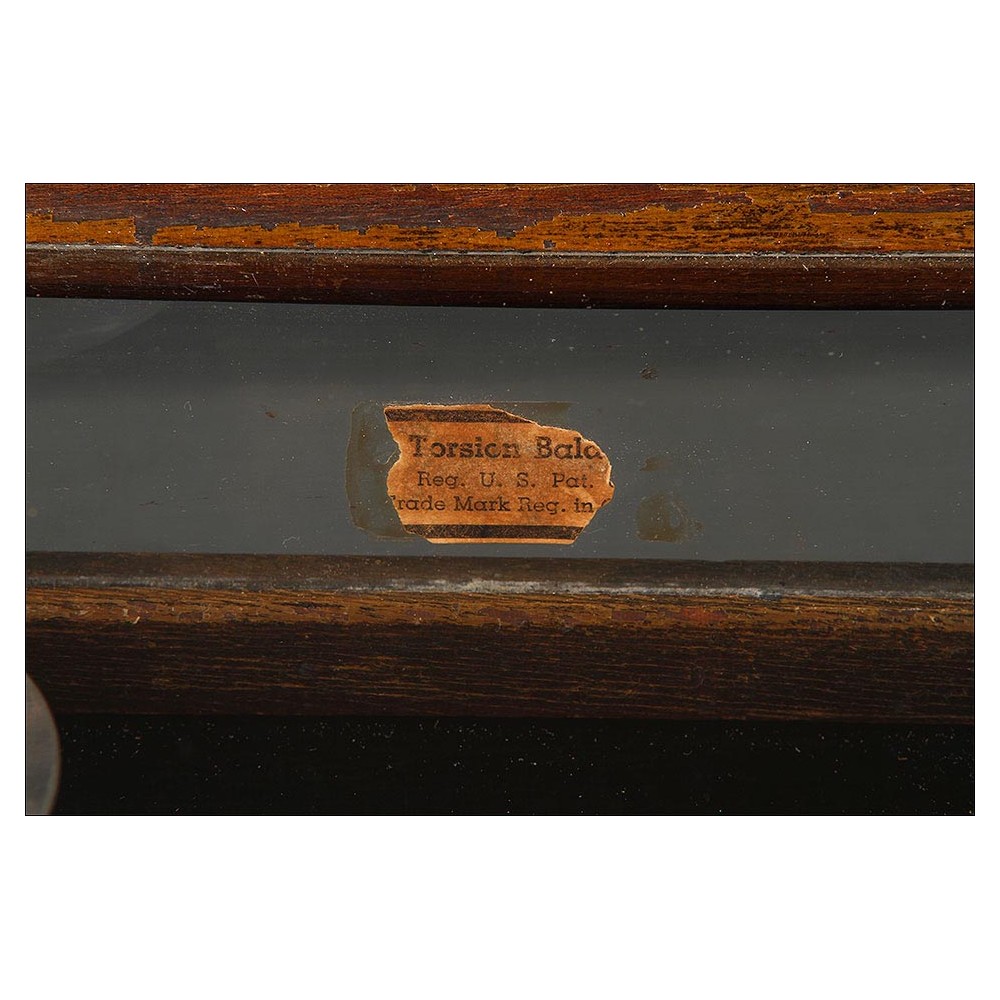 Torsion Bala
Reg. U. S. Pat.
Trade Mark Reg. in